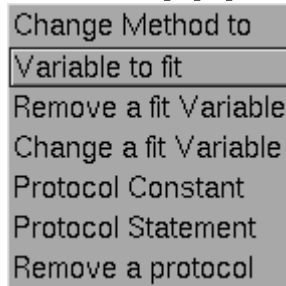 Change Method to
Variable to fit
Remove a fit Variable
Change a fit Variable
Protocol Constant
Protocol Statement
Remove a protocol